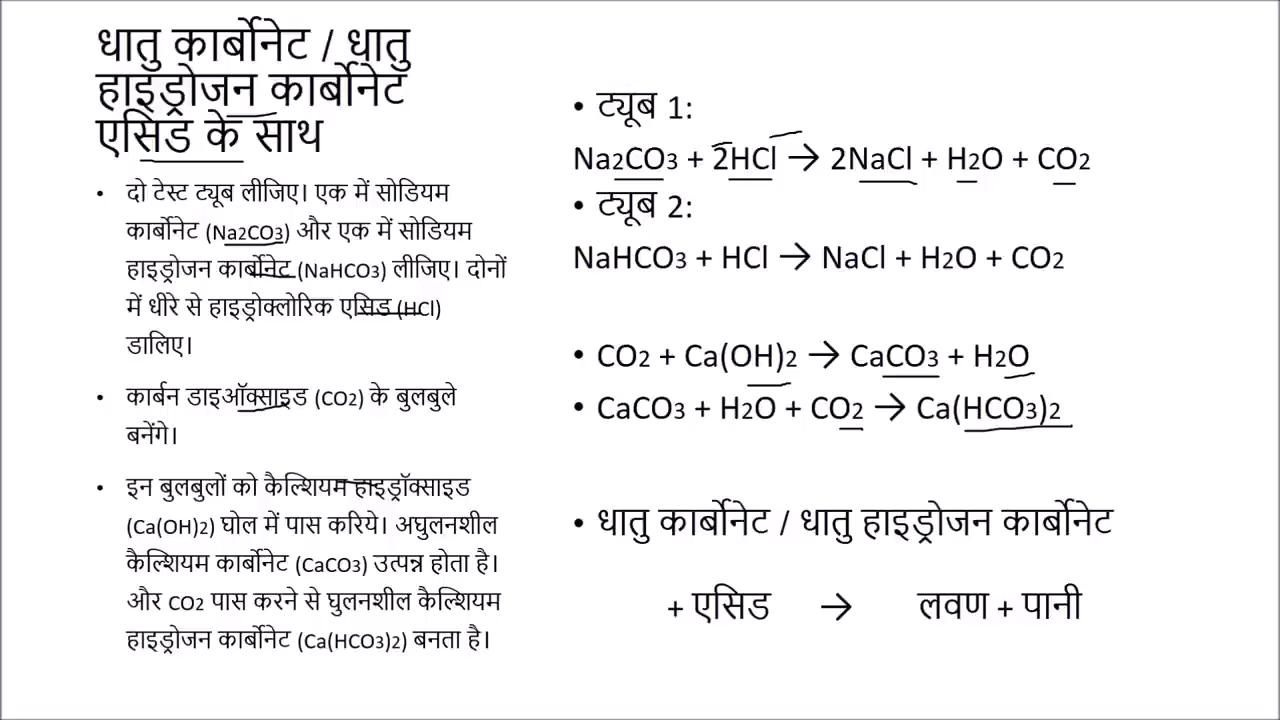 धातु कार्बोनेट / धातु
हाइड्रोजन कार्बोनेट
एसिड के साथ
• दो टेस्ट ट्यूब लीजिए। एक में सोडियम
कार्बोनेट (Na2CO3) और एक में सोडियम
हाइड्रोजन कार्बोनेट (NaHCO3) लीजिए। दोनों
में धीरे से हाइड्रोक्लोरिक एसिड (HCl)
डालिए।
• कार्बन डाइऑक्साइड (CO2) के बुलबुले
बनेंगे।
• इन बुलबुलों को कैल्शियम हाइड्रॉक्साइड
(Ca(OH)2) घोल में पास करिये। अघुलनशील
कैल्शियम कार्बोनेट (CaCO3) उत्पन्न होता है।
और CO2 पास करने से घुलनशील कैल्शियम
हाइड्रोजन कार्बोनेट (Ca(HCO3)2) बनता है।
• ट्यूब 1:
Na2CO3 + 2HCl → 2NaCl + H2O + CO2
• ट्यूब 2:
NaHCO3 + HCl → NaCl + H2O + CO2
• CO2 + Ca(OH)2 → CaCO3 + H2O
• CaCO3 + H2O + CO2 → Ca(HCO3)2
• धातु कार्बोनेट / धातु हाइड्रोजन कार्बोनेट
+ एसिड → लवण + पानी